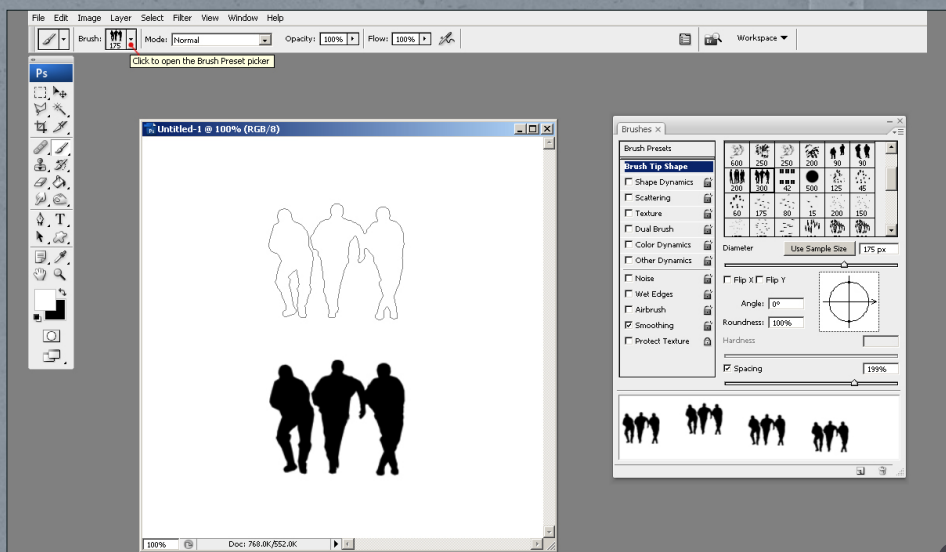 File Edit Image Layer Select Filter View Window Help
Brush: 175 Mode: Normal Opacity: 100% Flow: 100% Workspace
Click to open the Brush Preset picker
Ps
T
Untitled-1 @ 100% (RGB/8)
100% Doc: 768.0K/552.0K
Brushes ×
Brush Presets
Brush Tip Shape
Shape Dynamics
Scattering
Texture
Dual Brush
Color Dynamics
Other Dynamics
Noise
Wet Edges
Airbrush
Smoothing
Protect Texture
600 250 250 200 90 90
200 300 42 500 125 45
60 175 80 15 200 150
Diameter Use Sample Size 175 px
Flip X Flip Y
Angle: 0°
Roundness: 100%
Hardness
Spacing 199%